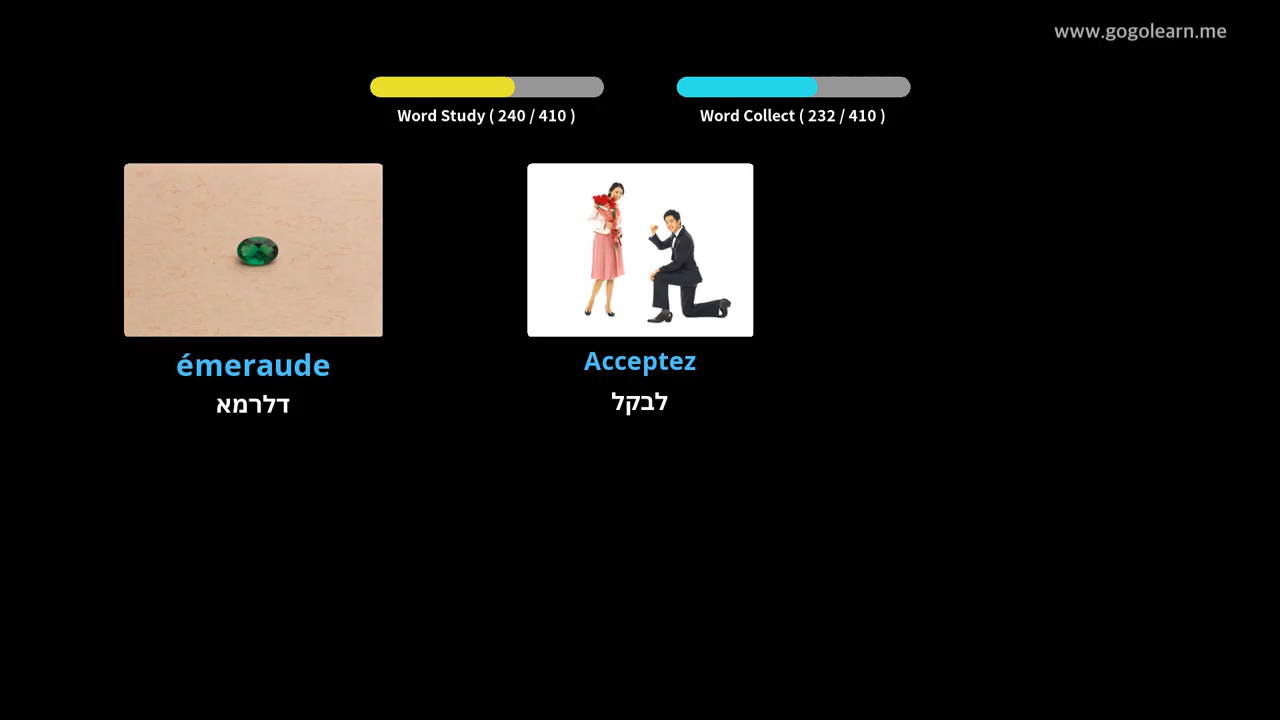 www.gogolearn.me
Word Study ( 240 / 410 )
Word Collect ( 232 / 410 )
émeraude
דלרמא
Acceptez
לבקל